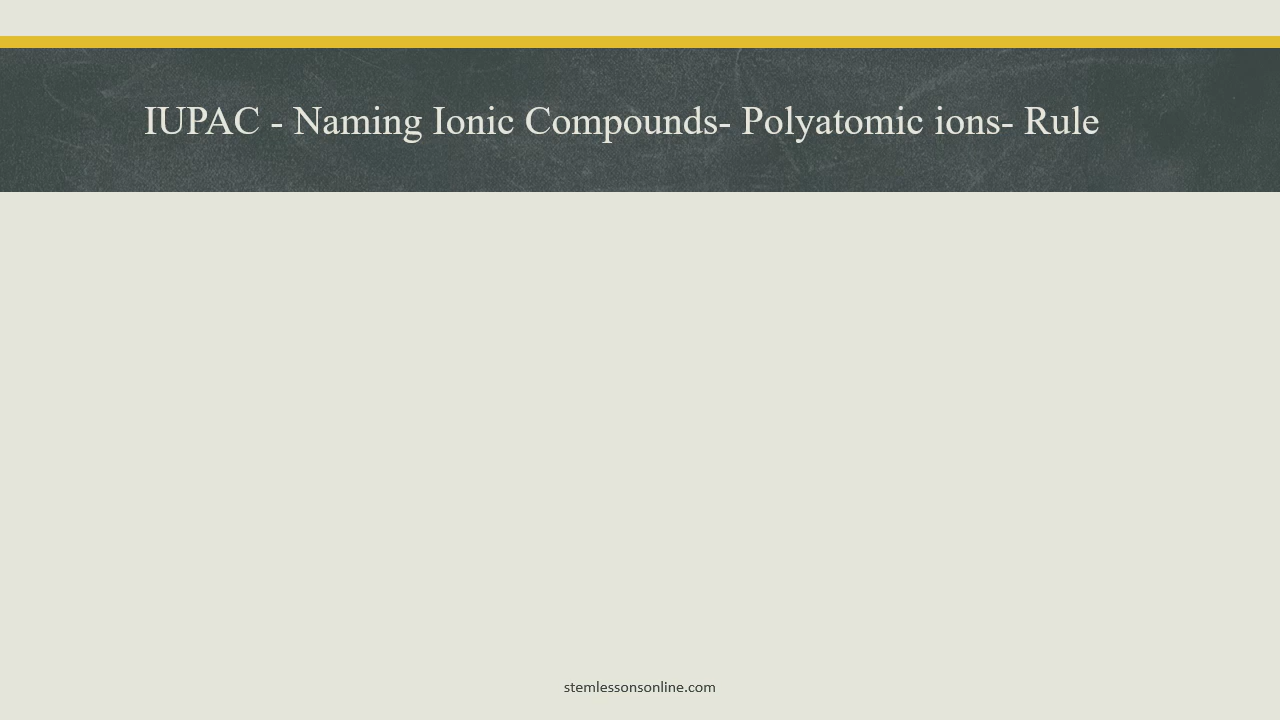 IUPAC - Naming Ionic Compounds- Polyatomic ions- Rule
stemlessonsonline.com